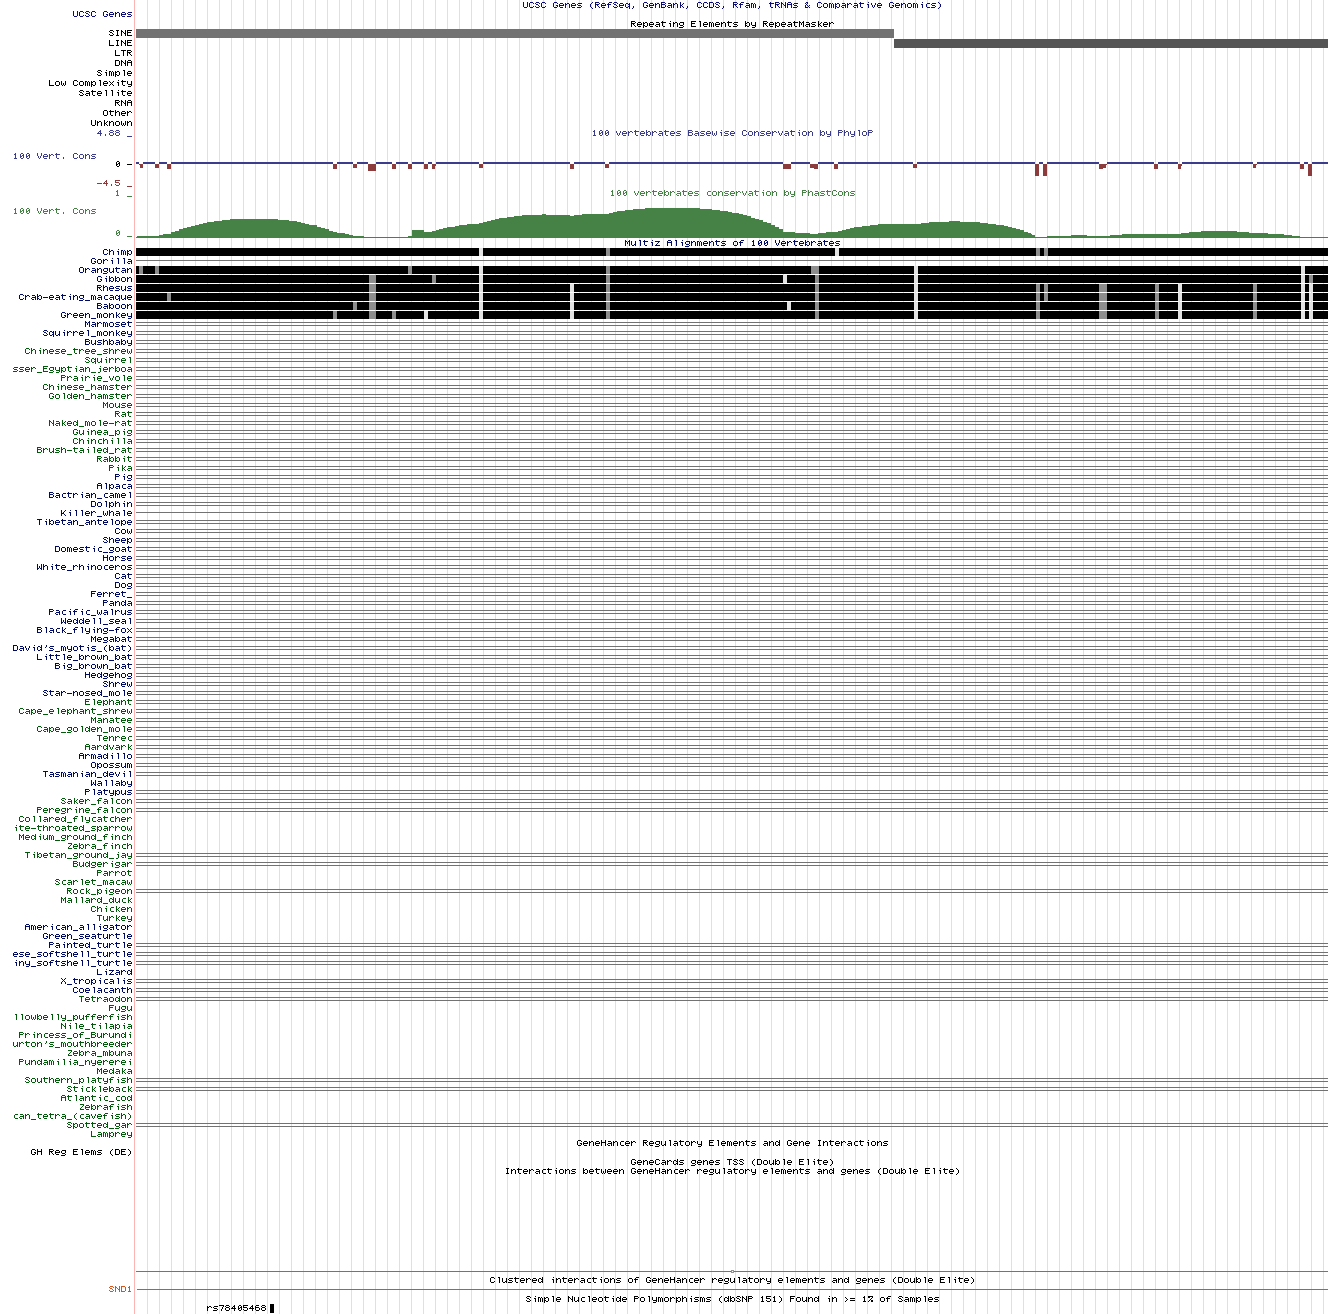 UCSC Genes (RefSeq, GenBank, CCDS, Rfam, tRNAs & Comparative Genomics)
UCSC Genes
Repeating Elements by RepeatMasker
SINE
LINE
LTR
DNA
Simple
Low Complexity
Satellite
RNA
Other
Unknown
4.88 _
100 vertebrates Basewise Conservation by PhyloP
100 Vert. Cons
0 _
-4.5 _
1 _
100 vertebrates conservation by PhastCons
100 Vert. Cons
0 _
Multiz Alignments of 100 Vertebrates
Chimp
Gorilla
Orangutan
Gibbon
Rhesus
Crab-eating_macaque
Baboon
Green_monkey
Marmoset
Squirrel_monkey
Bushbaby
Chinese_tree_shrew
Squirrel
sser_Egyptian_jerboa
Prairie_vole
Chinese_hamster
Golden_hamster
Mouse
Rat
Naked_mole-rat
Guinea_pig
Chinchilla
Brush-tailed_rat
Rabbit
Pika
Pig
Alpaca
Bactrian_camel
Dolphin
Killer_whale
Tibetan_antelope
Cow
Sheep
Domestic_goat
Horse
White_rhinoceros
Cat
Dog
Ferret_
Panda
Pacific_walrus
Weddell_seal
Black_flying-fox
Megabat
David's_myotis_(bat)
Little_brown_bat
Big_brown_bat
Hedgehog
Shrew
Star-nosed_mole
Elephant
Cape_elephant_shrew
Manatee
Cape_golden_mole
Tenrec
Aardvark
Armadillo
Opossum
Tasmanian_devil
Wallaby
Platypus
Saker_falcon
Peregrine_falcon
Collared_flycatcher
ite-throated_sparrow
Medium_ground_finch
Zebra_finch
Tibetan_ground_jay
Budgerigar
Parrot
Scarlet_macaw
Rock_pigeon
Mallard_duck
Chicken
Turkey
American_alligator
Green_seaturtle
Painted_turtle
ese_softshell_turtle
iny_softshell_turtle
Lizard
X_tropicalis
Coelacanth
Tetraodon
Fugu
llowbelly_pufferfish
Nile_tilapia
Princess_of_Burundi
urton's_mouthbreeder
Zebra_mbuna
Pundamilia_nyererei
Medaka
Southern_platyfish
Stickleback
Atlantic_cod
Zebrafish
can_tetra_(cavefish)
Spotted_gar
Lamprey
GeneHancer Regulatory Elements and Gene Interactions
GH Reg Elems (DE)
GeneCards genes TSS (Double Elite)
Interactions between GeneHancer regulatory elements and genes (Double Elite)
Clustered interactions of GeneHancer regulatory elements and genes (Double Elite)
SND1
Simple Nucleotide Polymorphisms (dbSNP 151) Found in >= 1% of Samples
rs78405468